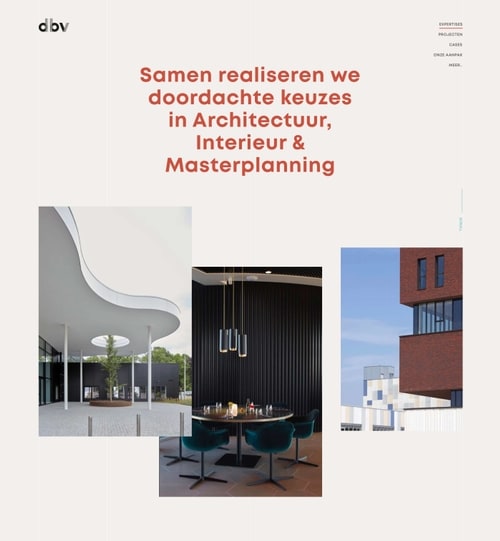 dbv
EXPERTISES
PROJECTEN
CASES
ONZE AANPAK
MEER..
Samen realiseren we
doordachte keuzes
in Architectuur,
Interieur &
Masterplanning